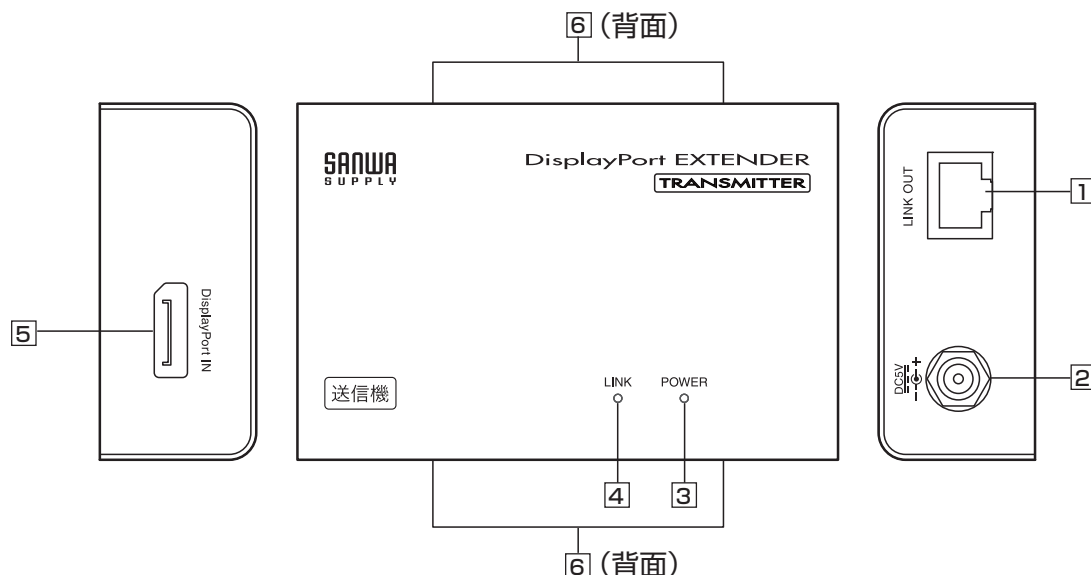 6（背面）
SANWA
SUPPLY
DisplayPort EXTENDER
TRANSMITTER
LINK OUT
1
5
DisplayPort IN
送信機
LINK
POWER
DC5V
2
4
3
6（背面）